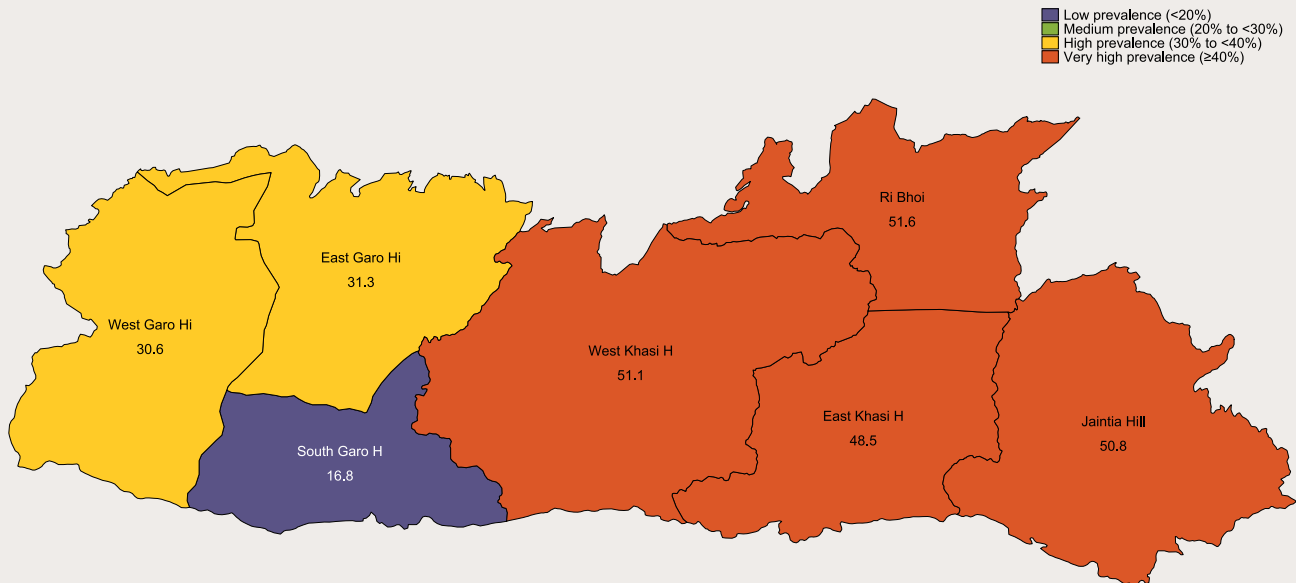 Low prevalence (<20%)
Medium prevalence (20% to <30%)
High prevalence (30% to <40%)
Very high prevalence (≥40%)
Ri Bhoi
51.6
East Garo Hi
31.3
West Garo Hi
30.6
West Khasi H
51.1
East Khasi H
48.5
Jaintia Hill
50.8
South Garo H
16.8